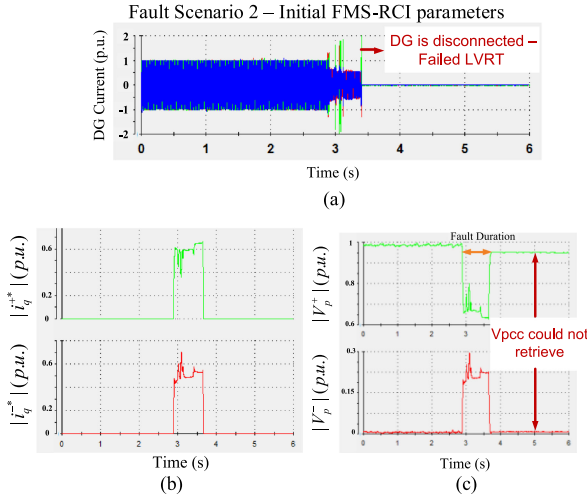 Fault Scenario 2 – Initial FMS-RCI parameters
DG Current (p.u.)
2
1
0
-1
-2
DG is disconnected –
Failed LVRT
0 1 2 3 4 5 6
Time (s)
(a)
|i_q^{+*}| (p.u.)
0.6
0.4
0.2
0
|i_q^{-*}| (p.u.)
0.6
0.4
0.2
0
0 1 2 3 4 5 6
Time (s)
(b)
|V_p^+| (p.u.)
1
0.9
0.8
0.6
Fault Duration
Vpcc could not
retrieve
|V_p^-| (p.u.)
0.3
0.15
0
0 1 2 3 4 5 6
Time (s)
(c)